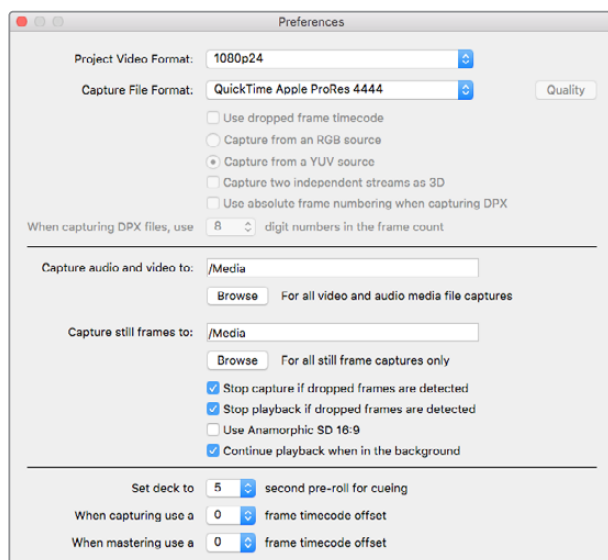 Preferences
Project Video Format: 1080p24
Capture File Format: QuickTime Apple ProRes 4444 Quality
Use dropped frame timecode
Capture from an RGB source
Capture from a YUV source
Capture two independent streams as 3D
Use absolute frame numbering when capturing DPX
When capturing DPX files, use 8 digit numbers in the frame count
Capture audio and video to: /Media
Browse For all video and audio media file captures
Capture still frames to: /Media
Browse For all still frame captures only
Stop capture if dropped frames are detected
Stop playback if dropped frames are detected
Use Anamorphic SD 16:9
Continue playback when in the background
Set deck to 5 second pre-roll for cueing
When capturing use a 0 frame timecode offset
When mastering use a 0 frame timecode offset